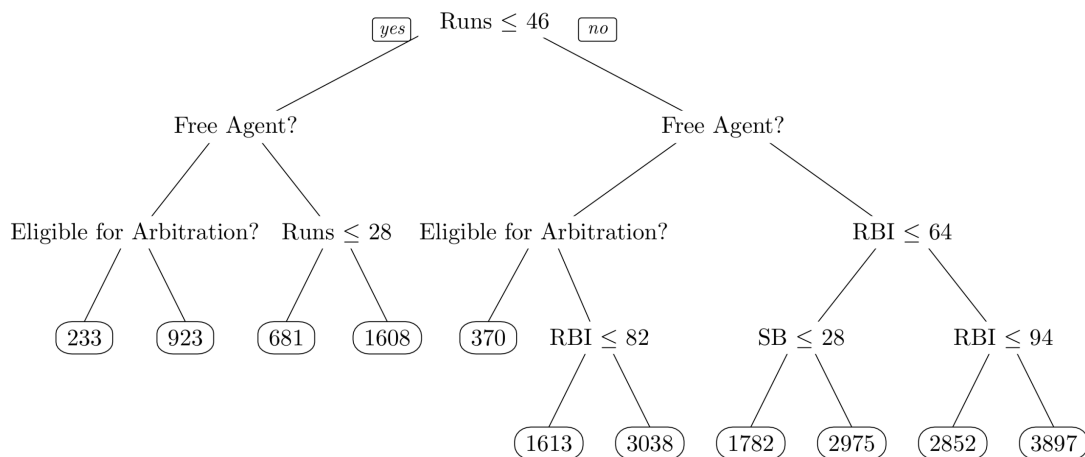 yes Runs ≤ 46 no
Free Agent? Free Agent?
Eligible for Arbitration? Runs ≤ 28 Eligible for Arbitration? RBI ≤ 64
233 923 681 1608 370 RBI ≤ 82 SB ≤ 28 RBI ≤ 94
1613 3038 1782 2975 2852 3897